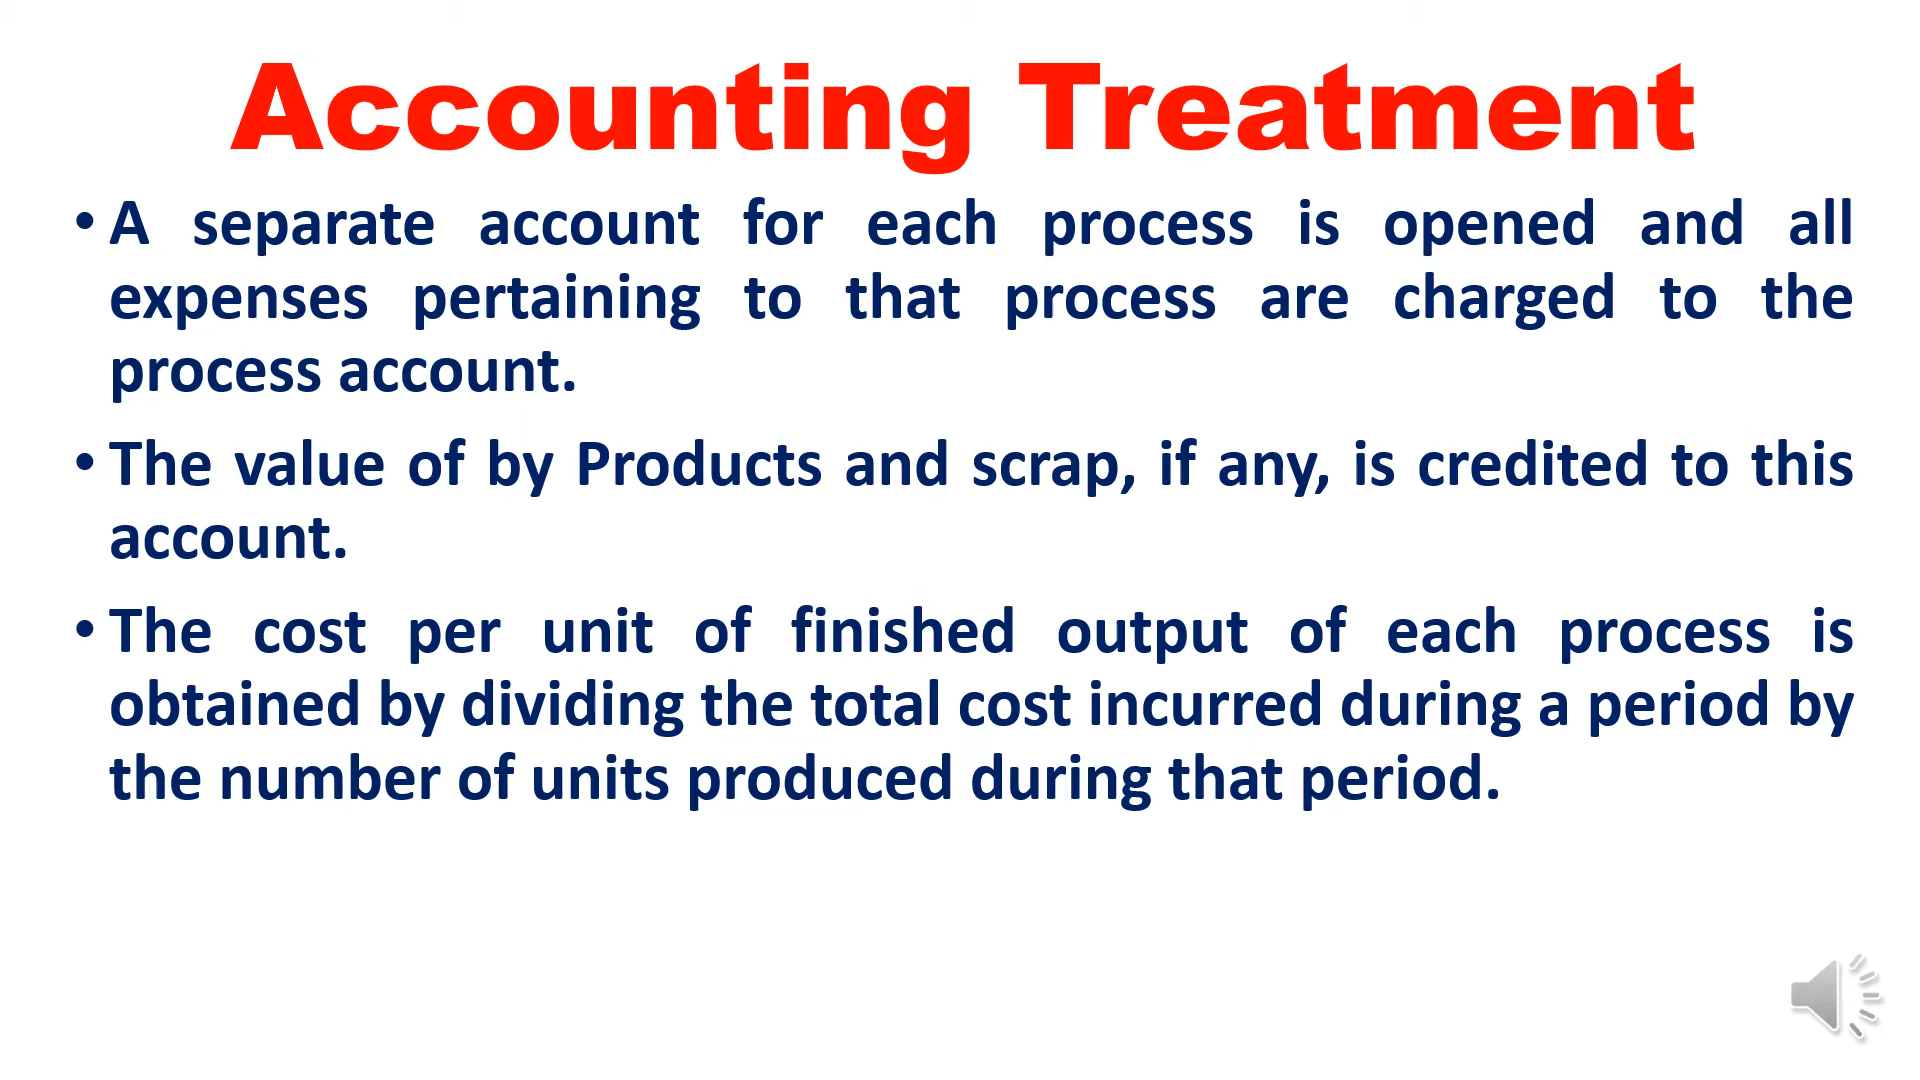 Accounting Treatment
• A separate account for each process is opened and all
expenses pertaining to that process are charged to the
process account.
• The value of by Products and scrap, if any, is credited to this
account.
• The cost per unit of finished output of each process is
obtained by dividing the total cost incurred during a period by
the number of units produced during that period.